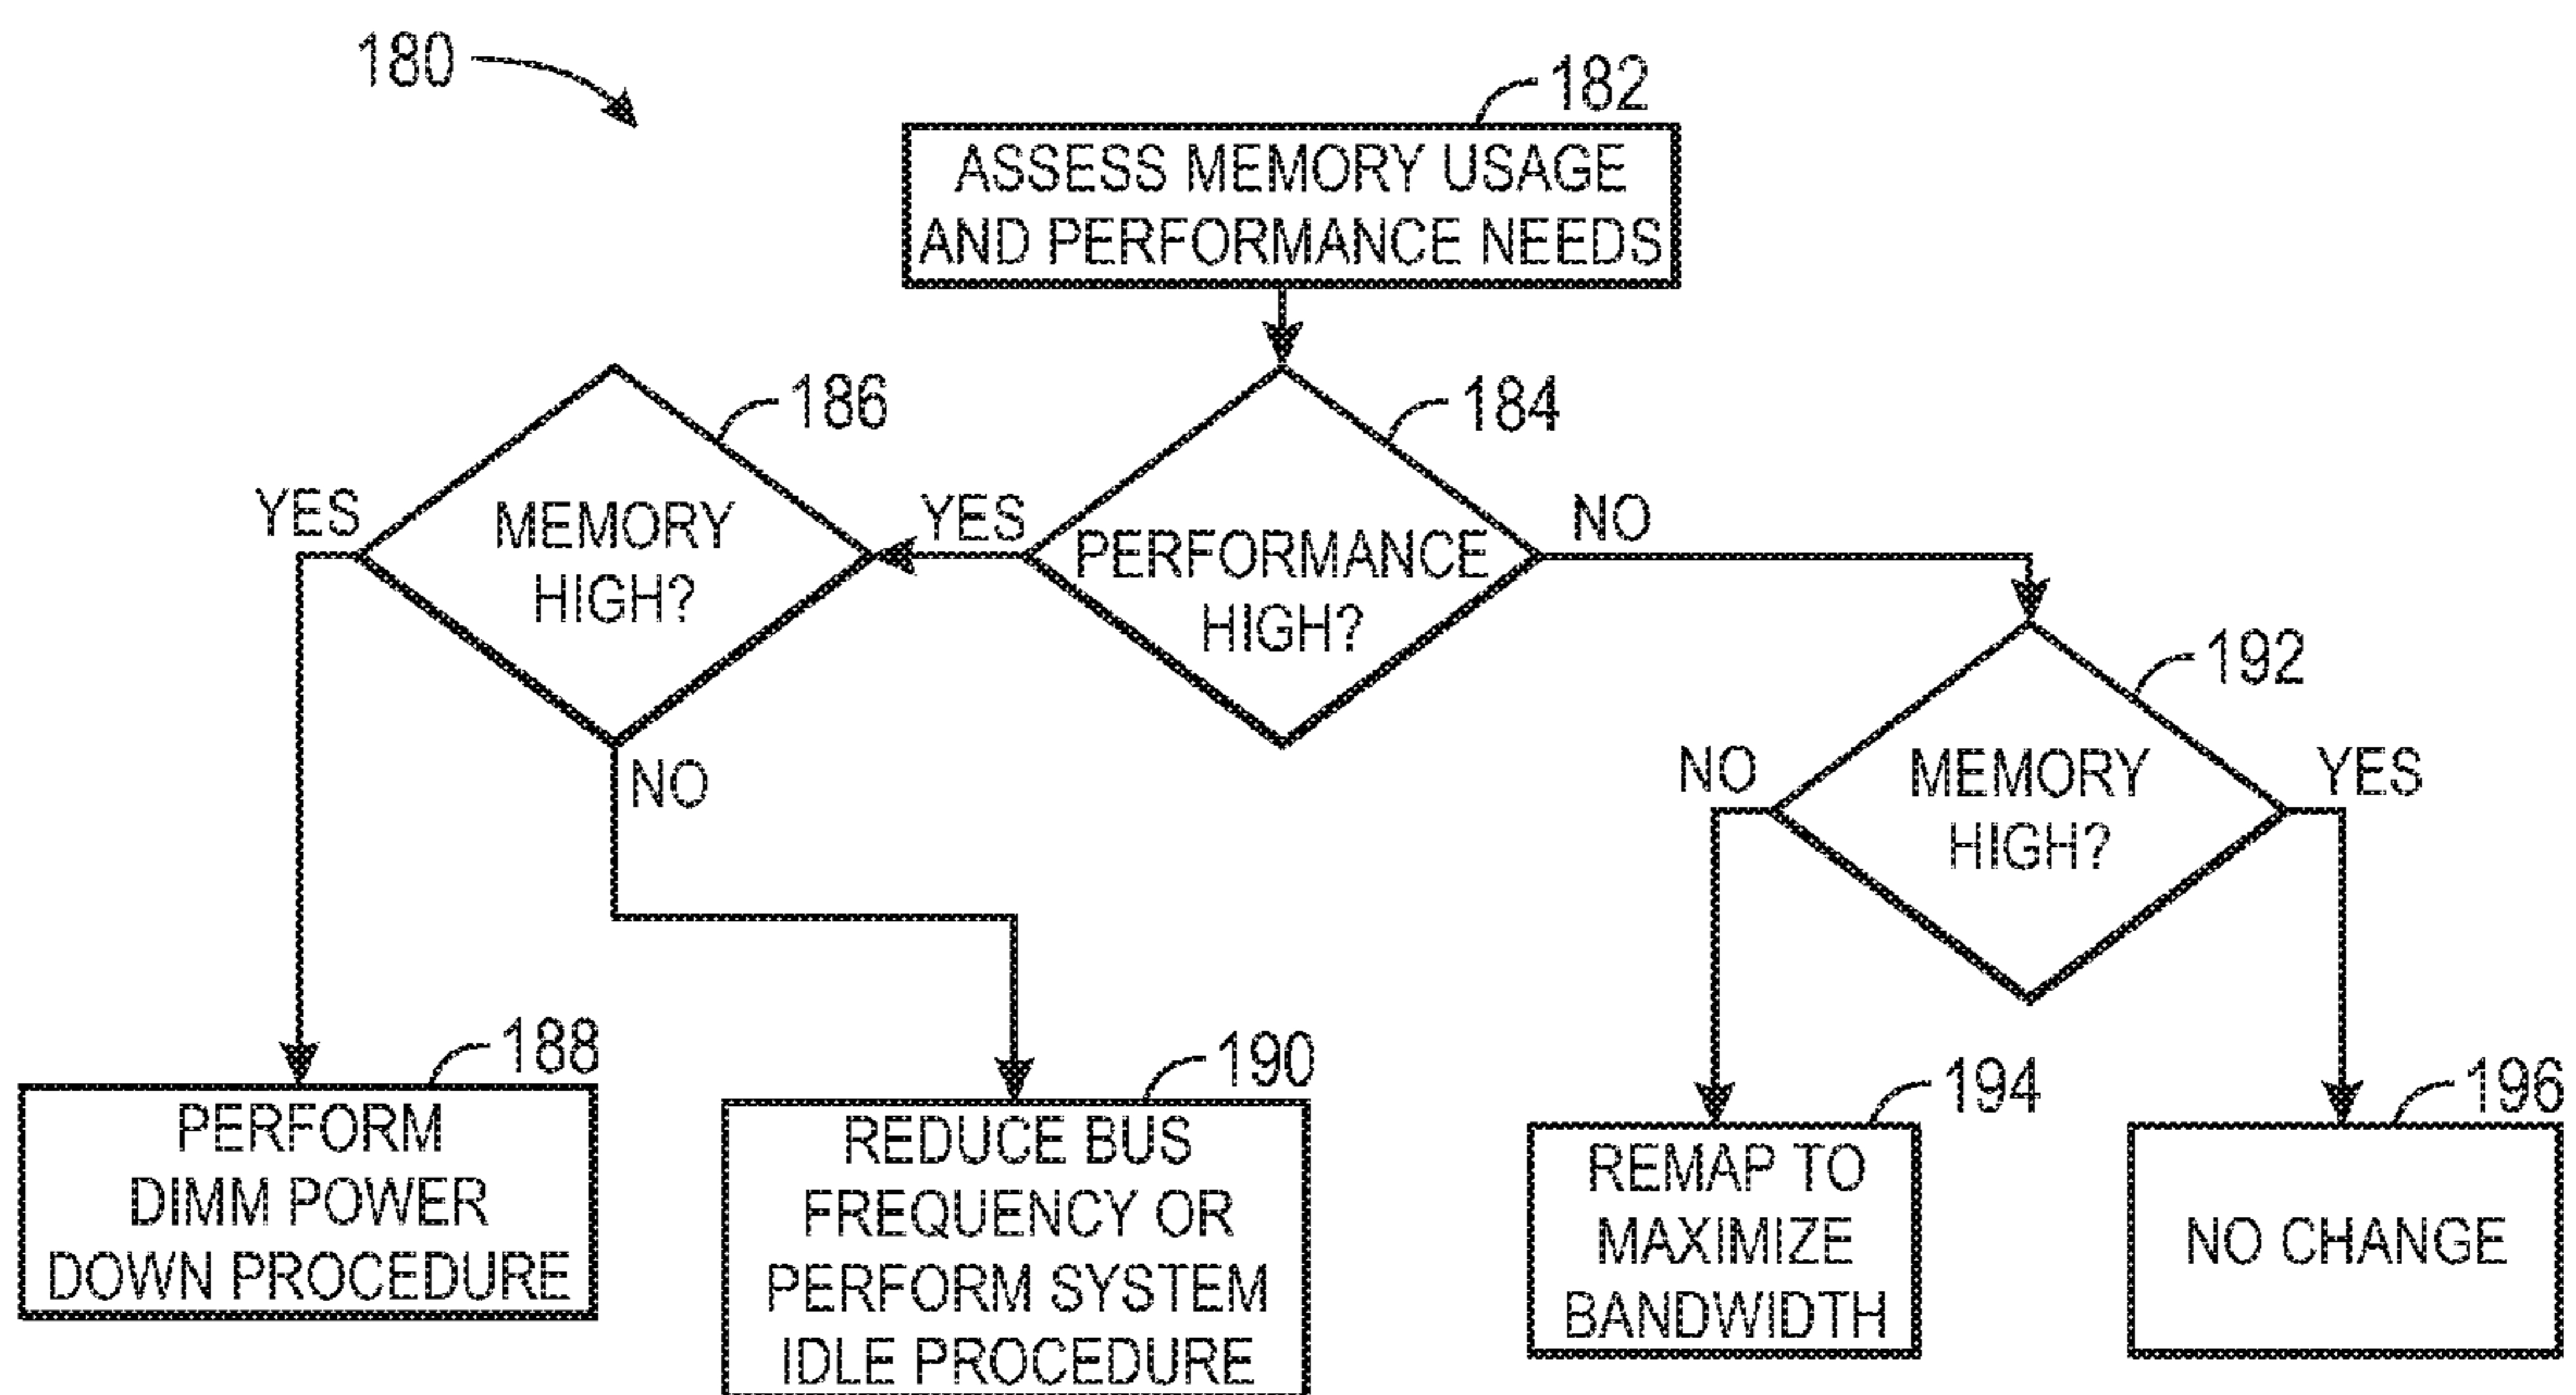 180
182
ASSESS MEMORY USAGE
AND PERFORMANCE NEEDS
186
184
YES
MEMORY
HIGH?
YES
PERFORMANCE
HIGH?
NO
192
NO
NO
MEMORY
HIGH?
YES
188
PERFORM
DIMM POWER
DOWN PROCEDURE
190
REDUCE BUS
FREQUENCY OR
PERFORM SYSTEM
IDLE PROCEDURE
194
REMAP TO
MAXIMIZE
BANDWIDTH
196
NO CHANGE